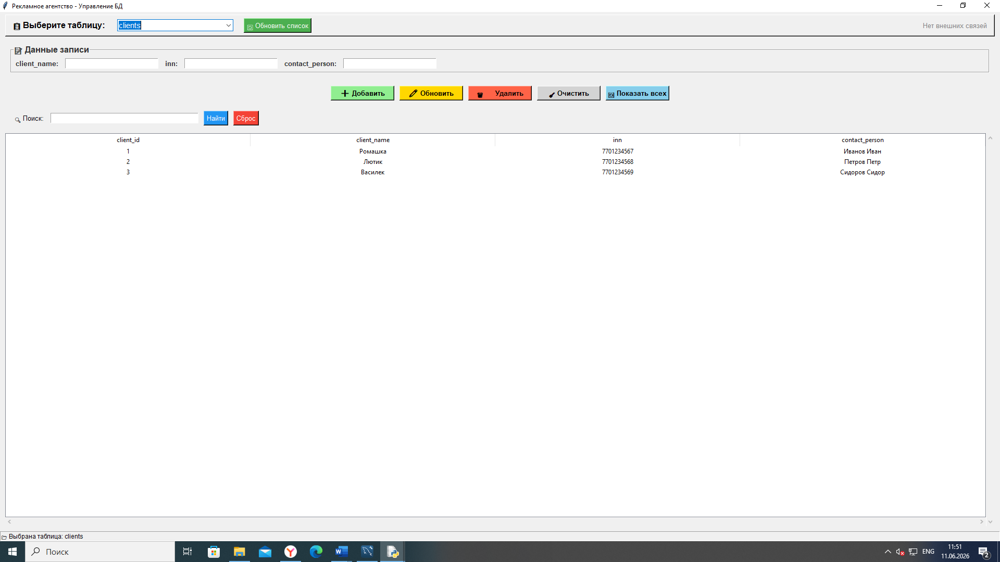 Рекламное агентство - Управление БД
Выберите таблицу: clients Обновить список Нет внешних связей
Данные записи
client_name: inn: contact_person:
Добавить Обновить Удалить Очистить Показать всех
Поиск: Найти Сброс
client_id client_name inn contact_person
1 Ромашка 7701234567 Иванов Иван
2 Лютик 7701234568 Петров Петр
3 Василек 7701234569 Сидоров Сидор
Выбрана таблица: clients
Поиск ENG 11:51
11.06.2026 2